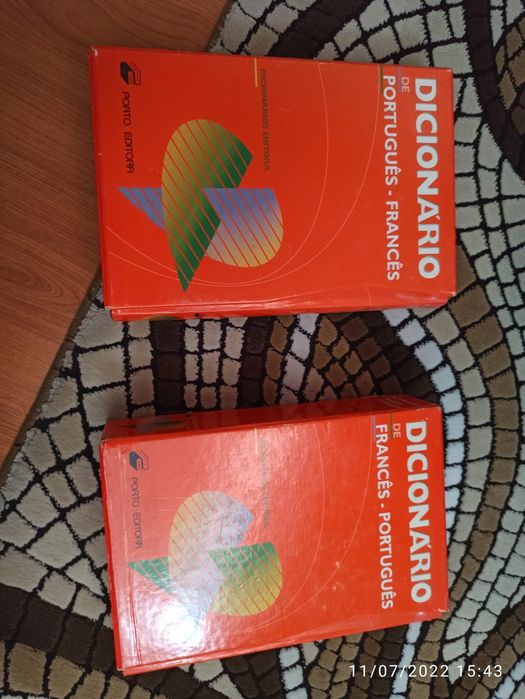 DICIONÁRIO
DE
PORTUGUÊS - FRANCÊS
DICIONÁRIOS EDITORA
PORTO EDITORA
DICIONÁRIO
DE
FRANCÊS - PORTUGUÊS
PORTO EDITORA
11/07/2022 15:43